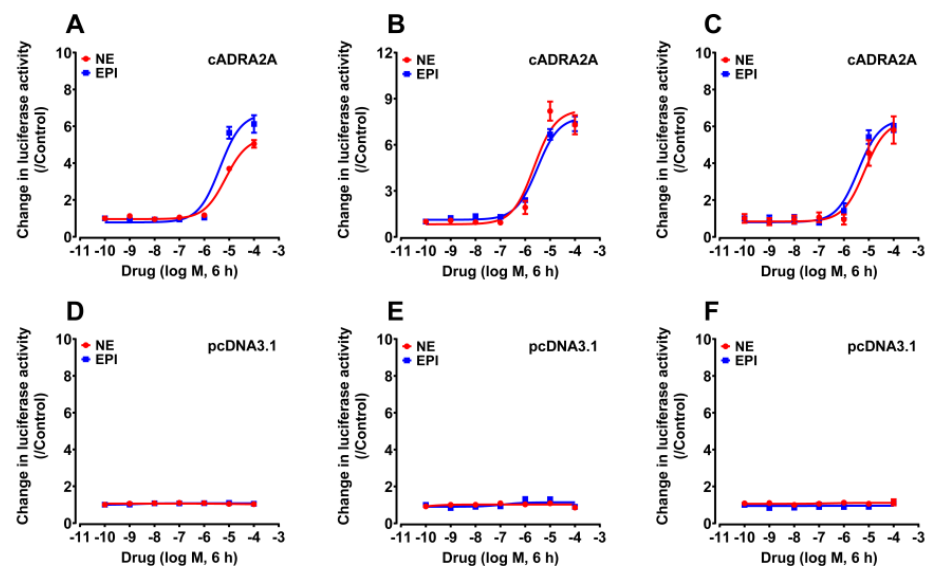 A
Change in luciferase activity
(/Control)
10
8
6
4
2
0
NE
EPI
cADRA2A
-11 -10 -9 -8 -7 -6 -5 -4 -3
Drug (log M, 6 h)
B
Change in luciferase activity
(/Control)
12
9
6
3
0
NE
EPI
cADRA2A
-11 -10 -9 -8 -7 -6 -5 -4 -3
Drug (log M, 6 h)
C
Change in luciferase activity
(/Control)
10
8
6
4
2
0
NE
EPI
cADRA2A
-11 -10 -9 -8 -7 -6 -5 -4 -3
Drug (log M, 6 h)
D
Change in luciferase activity
(/Control)
10
8
6
4
2
0
NE
EPI
pcDNA3.1
-11 -10 -9 -8 -7 -6 -5 -4 -3
Drug (log M, 6 h)
E
Change in luciferase activity
(/Control)
10
8
6
4
2
0
NE
EPI
pcDNA3.1
-11 -10 -9 -8 -7 -6 -5 -4 -3
Drug (log M, 6 h)
F
Change in luciferase activity
(/Control)
10
8
6
4
2
0
NE
EPI
pcDNA3.1
-11 -10 -9 -8 -7 -6 -5 -4 -3
Drug (log M, 6 h)